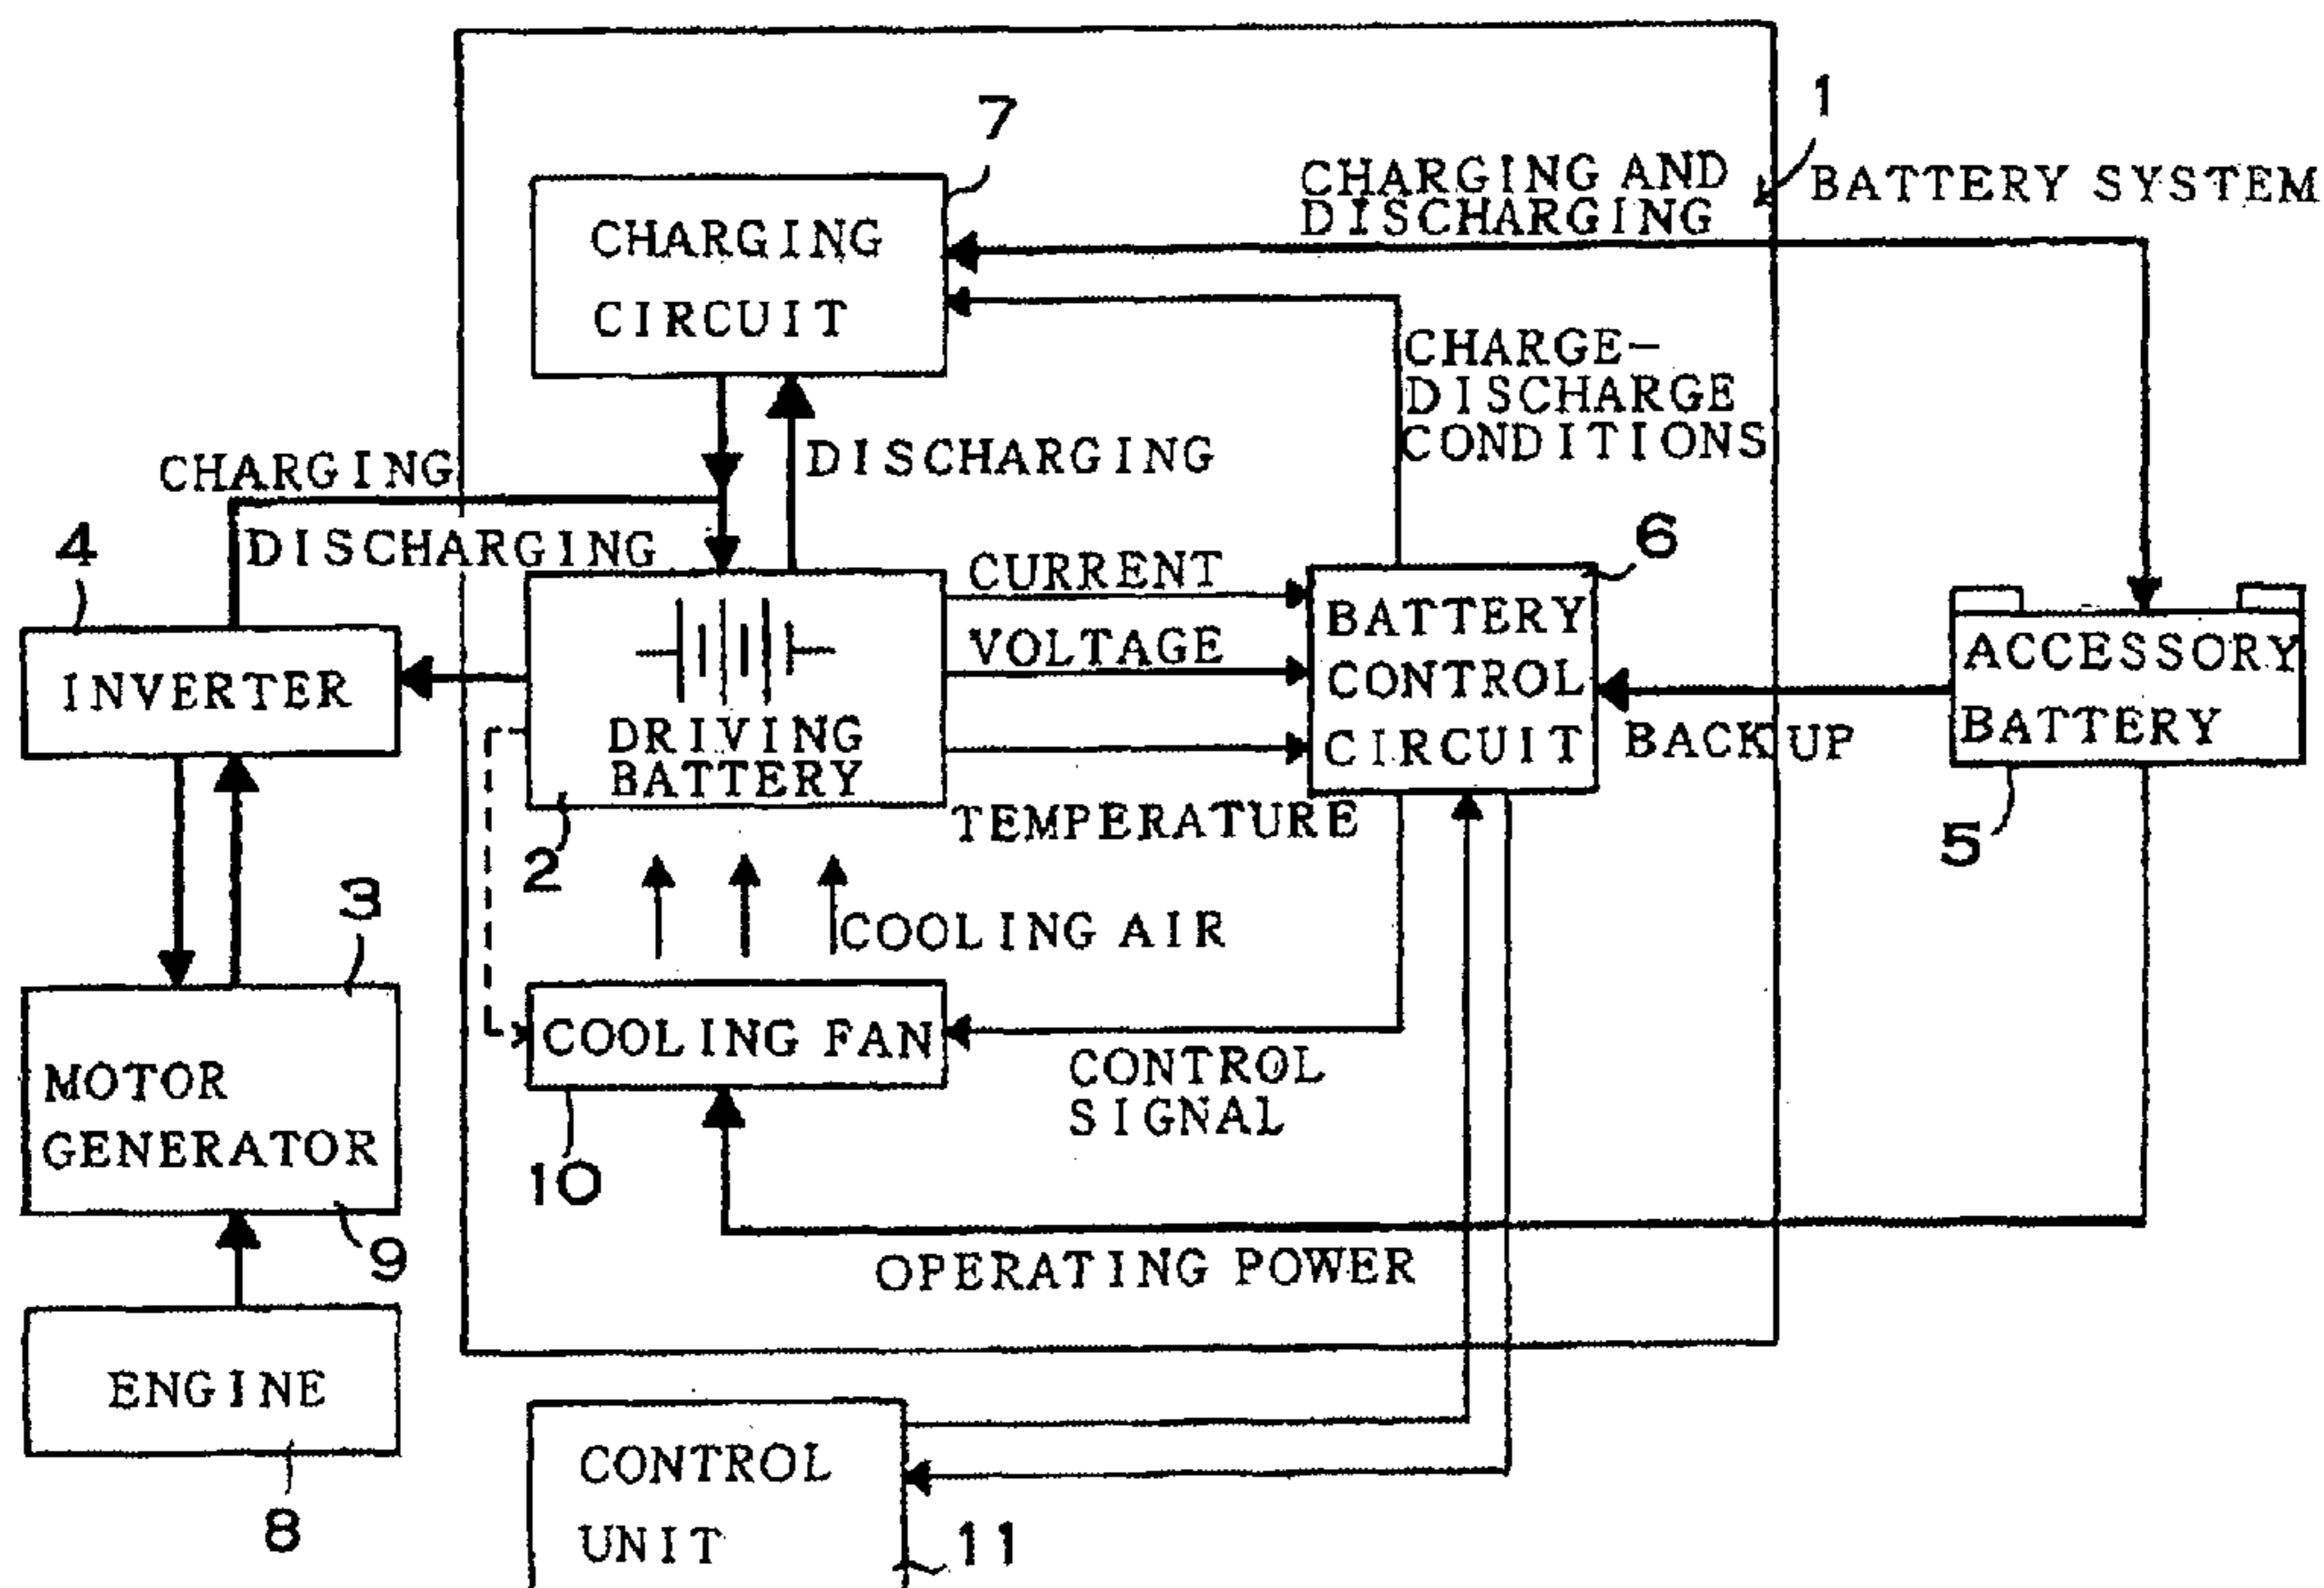 1
7
CHARGING AND
DISCHARGING
BATTERY SYSTEM
CHARGING
CIRCUIT
CHARGE-
DISCHARGE
CONDITIONS
CHARGING
DISCHARGING
DISCHARGING
4
6
INVERTER
CURRENT
VOLTAGE
TEMPERATURE
DRIVING
BATTERY
2
BATTERY
CONTROL
CIRCUIT
BACK UP
ACCESSORY
BATTERY
5
3
COOLING AIR
COOLING FAN
10
CONTROL
SIGNAL
MOTOR
GENERATOR
9
OPERATING POWER
ENGINE
8
CONTROL
UNIT
11